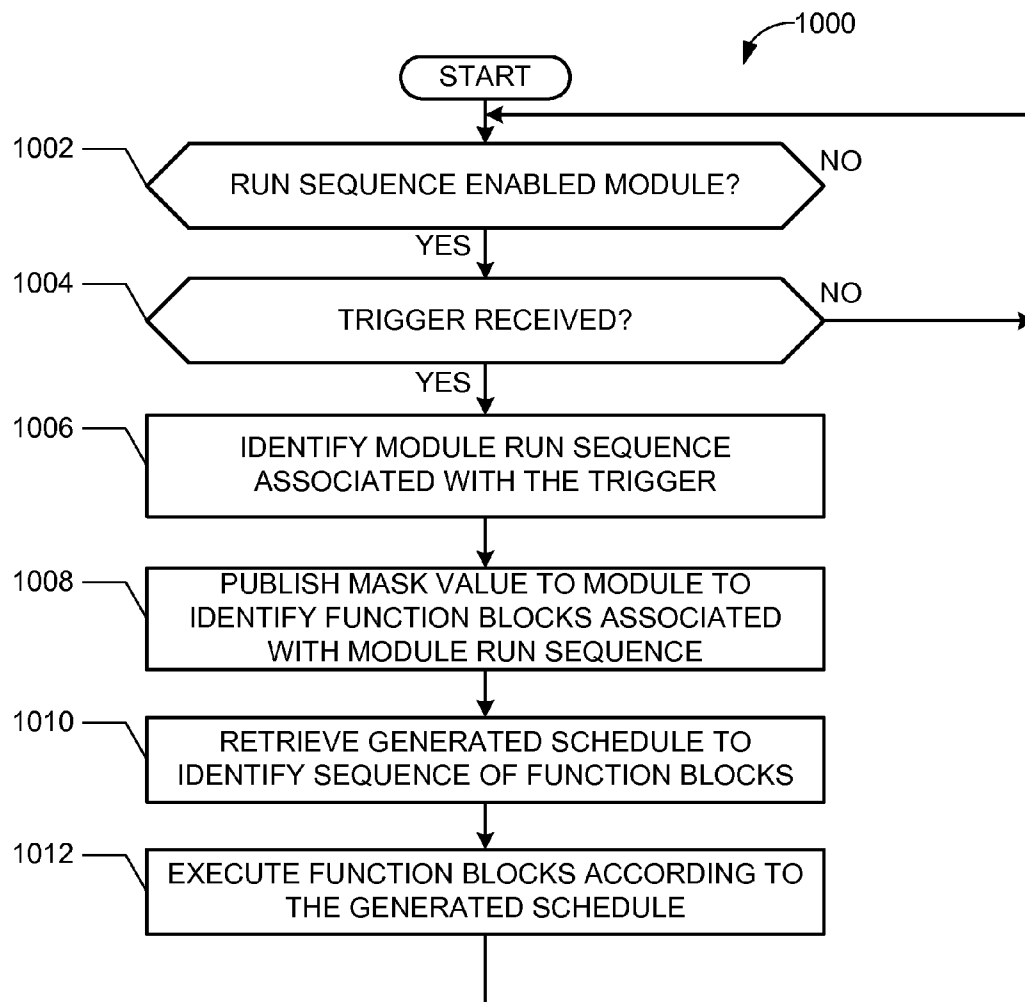 1000
START
1002
RUN SEQUENCE ENABLED MODULE?
NO
YES
1004
TRIGGER RECEIVED?
NO
YES
1006
IDENTIFY MODULE RUN SEQUENCE
ASSOCIATED WITH THE TRIGGER
1008
PUBLISH MASK VALUE TO MODULE TO
IDENTIFY FUNCTION BLOCKS ASSOCIATED
WITH MODULE RUN SEQUENCE
1010
RETRIEVE GENERATED SCHEDULE TO
IDENTIFY SEQUENCE OF FUNCTION BLOCKS
1012
EXECUTE FUNCTION BLOCKS ACCORDING TO
THE GENERATED SCHEDULE